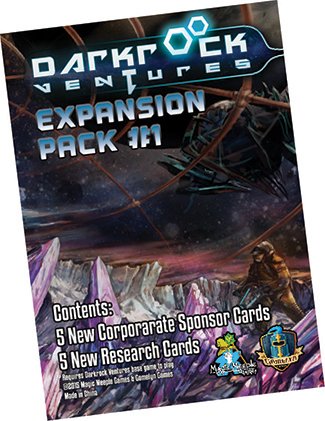 DARKROCK
VENTURES
EXPANSION
PACK #1
Contents:
5 New Corporarate Sponsor Cards
5 New Research Cards
Requires Darkrock Ventures base game to play
©2015 Magic Meeple Games & Gamelyn Games
Made in China